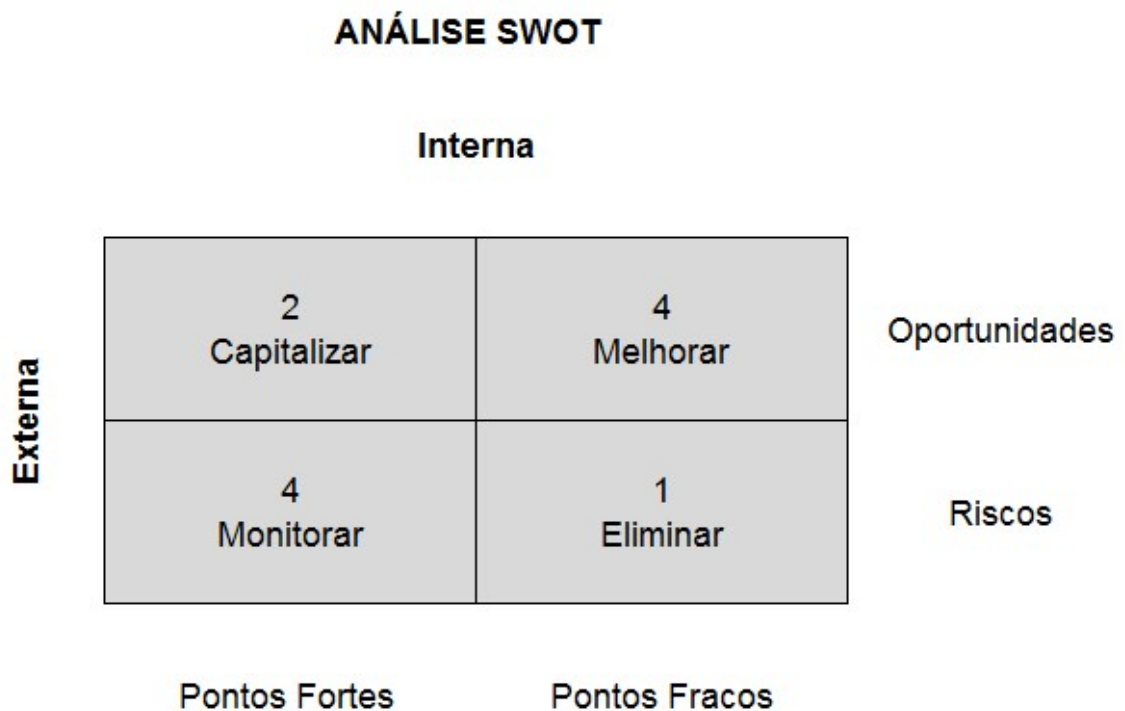 ANÁLISE SWOT
Interna
Externa
2
Capitalizar
4
Melhorar
Oportunidades
4
Monitorar
1
Eliminar
Riscos
Pontos Fortes
Pontos Fracos